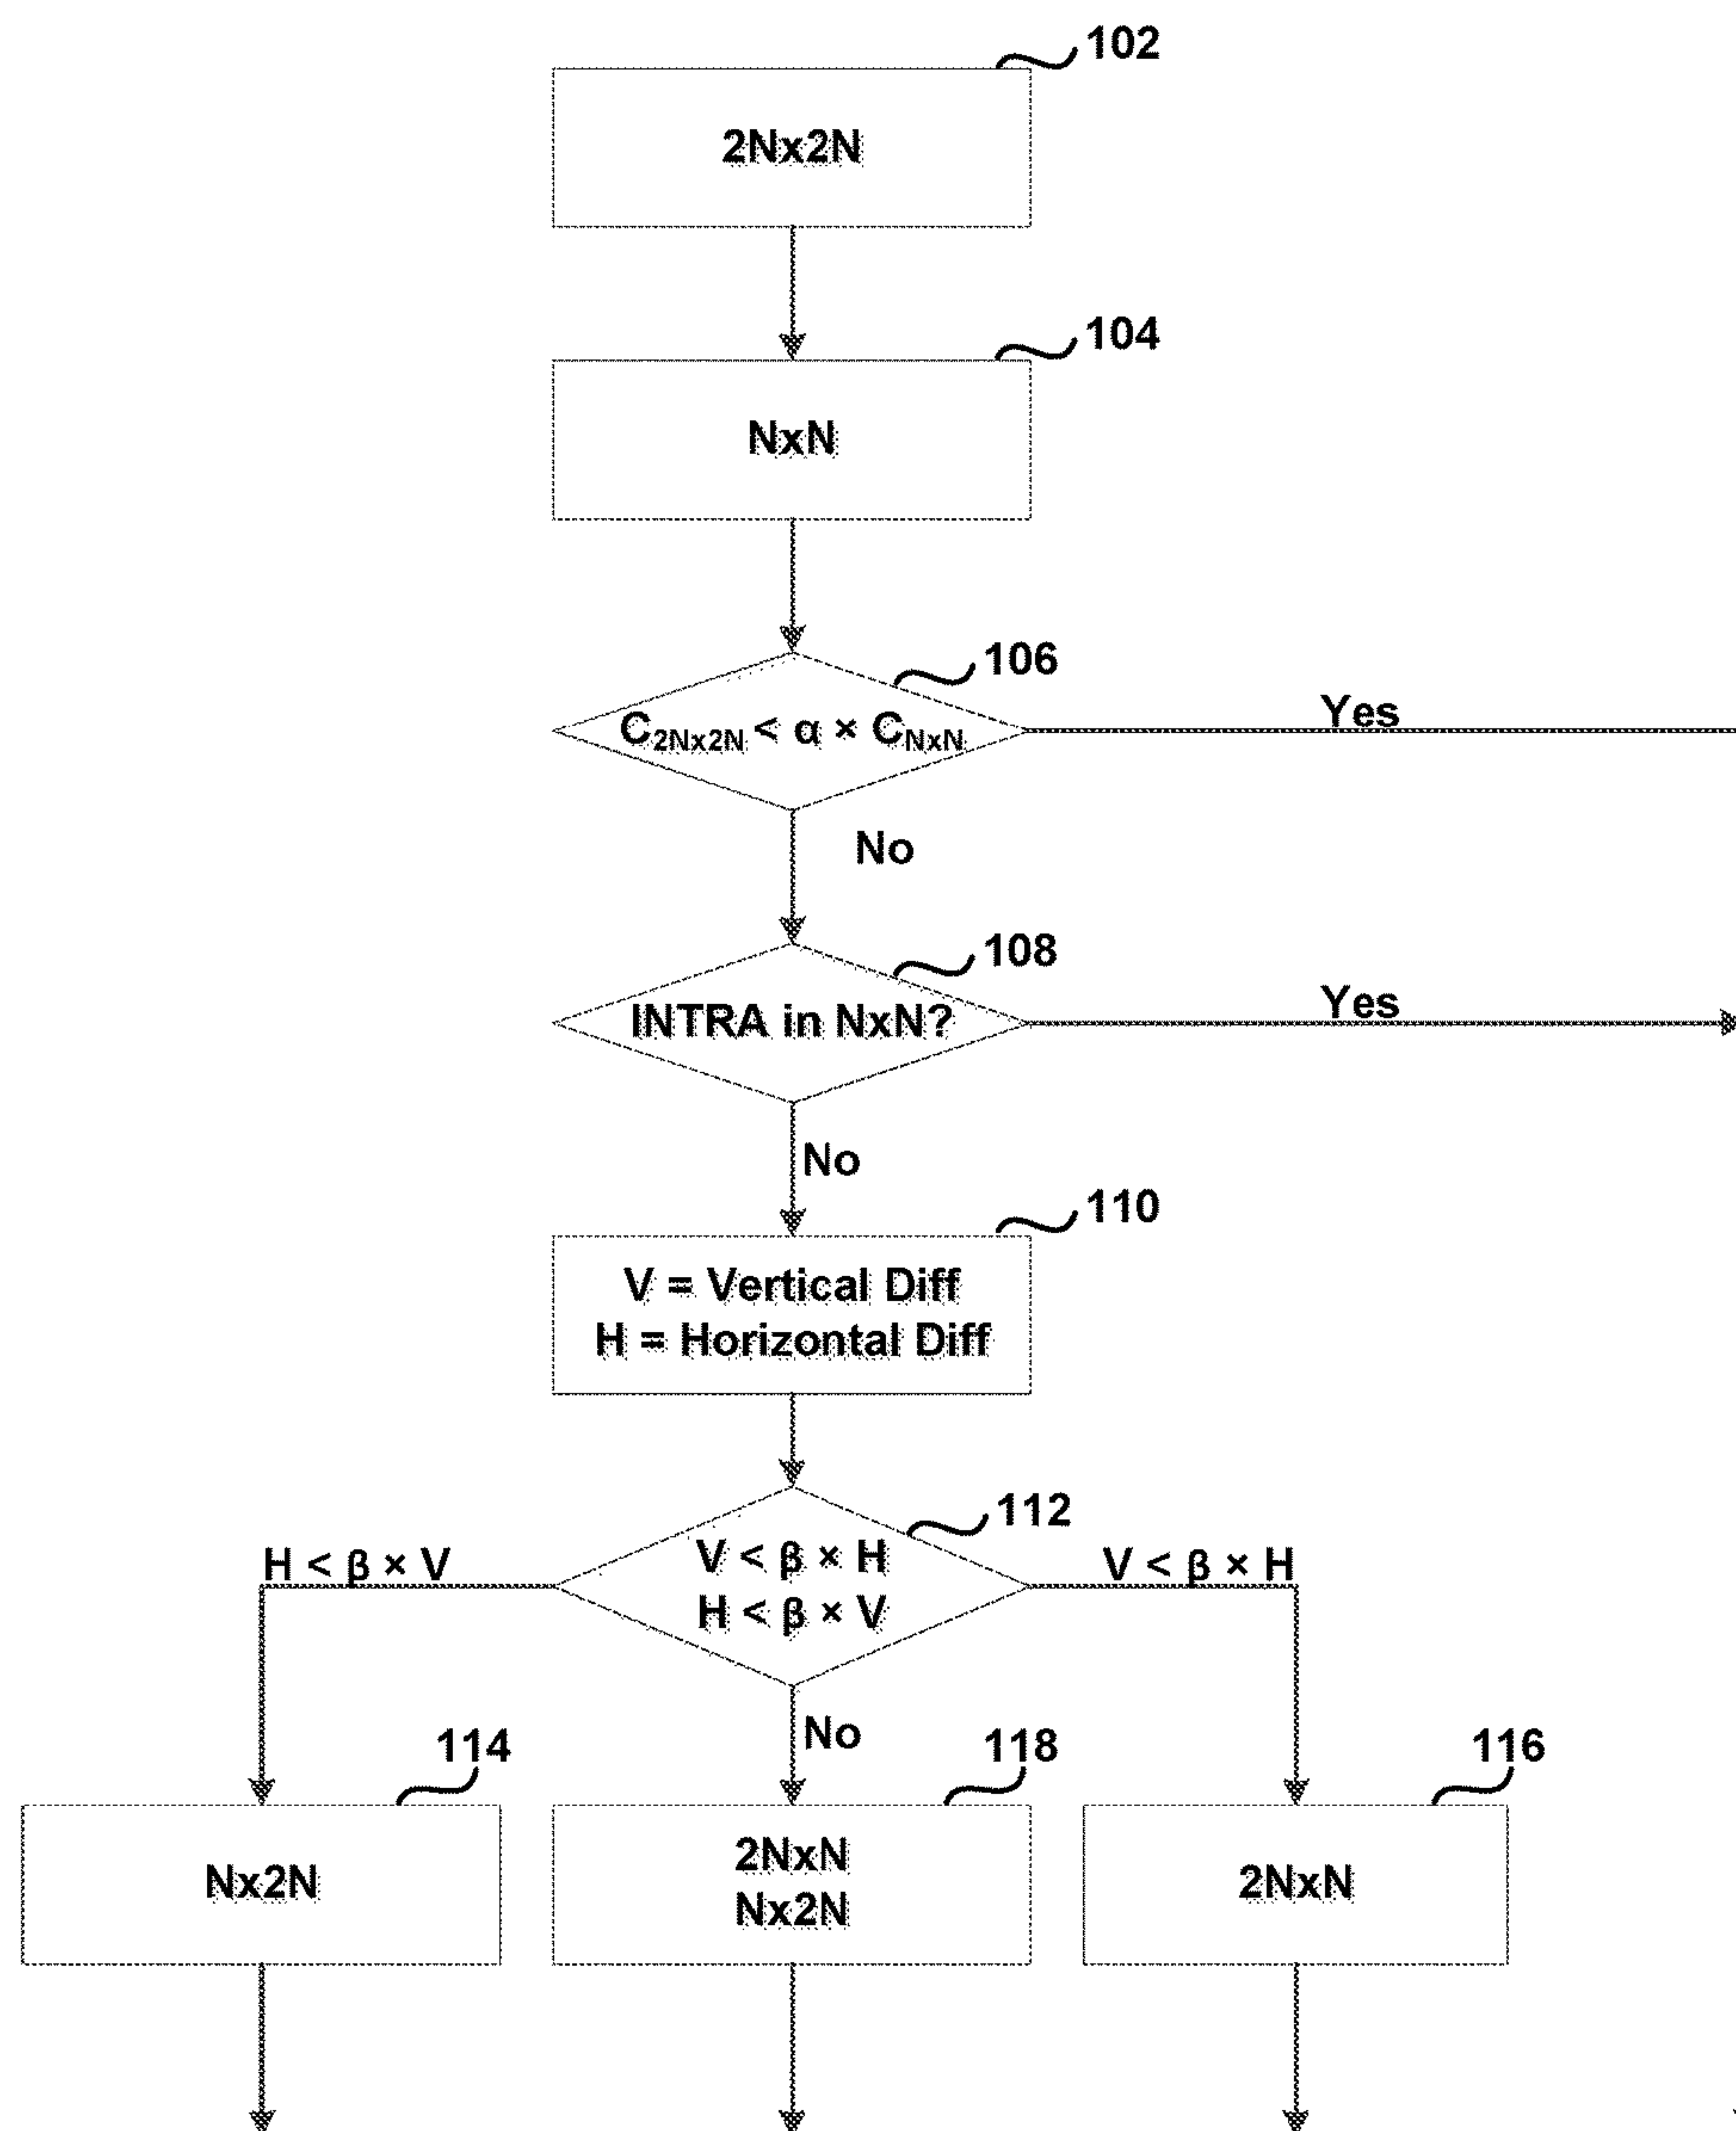 102
2Nx2N
104
NxN
106
C2Nx2N < α × CNxN
Yes
No
108
INTRA in NxN?
Yes
No
110
V = Vertical Diff
H = Horizontal Diff
112
H < β × V
V < β × H
H < β × V
V < β × H
No
114
118
116
Nx2N
2NxN
Nx2N
2NxN